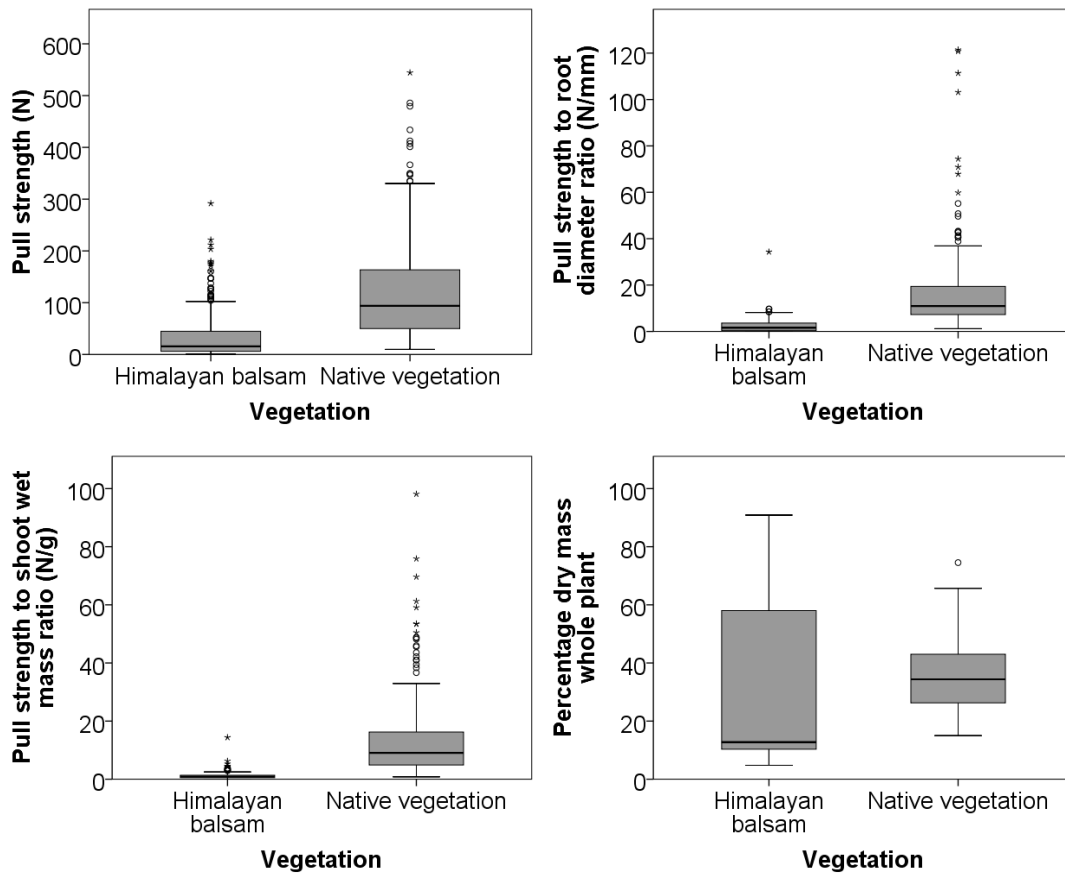 Pull strength (N)
600
500
400
300
200
100
0
Himalayan balsam
Native vegetation
Vegetation
Pull strength to root
diameter ratio (N/mm)
120
100
80
60
40
20
0
Himalayan
balsam
Native vegetation
Vegetation
Pull strength to shoot wet
mass ratio (N/g)
100
80
60
40
20
0
Himalayan
balsam
Native vegetation
Vegetation
Percentage dry mass
whole plant
100
80
60
40
20
0
Himalayan
balsam
Native vegetation
Vegetation